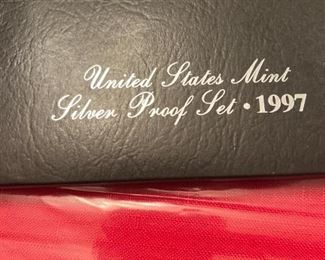 United States Mint
Silver Proof Set • 1997